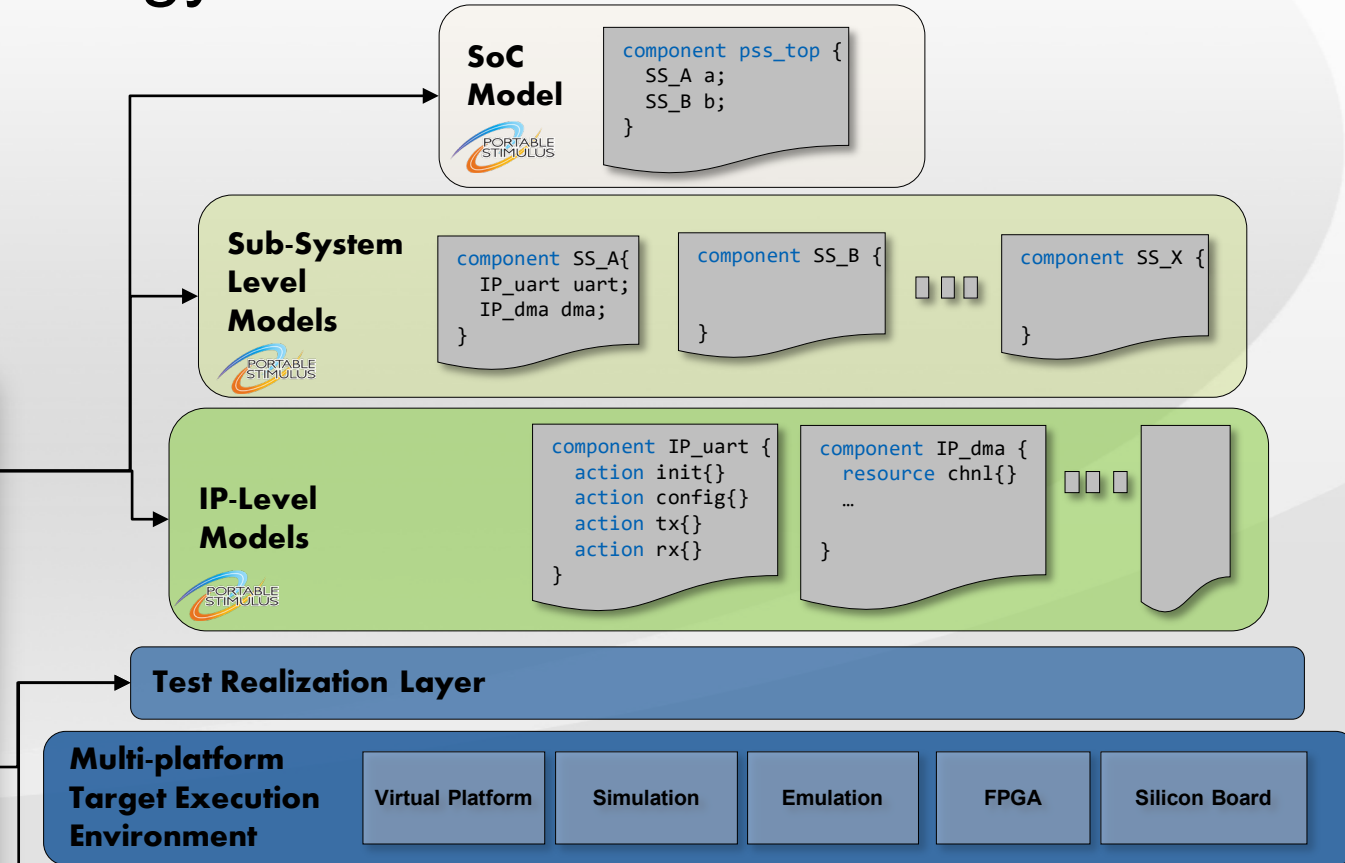 gy
SoC
Model
PORTABLE
STIMULUS
component pss_top {
SS_A a;
SS_B b;
}
Sub-System
Level
Models
PORTABLE
STIMULUS
component SS_A{
IP_uart uart;
IP_dma dma;
}
component SS_B {
}
component SS_X {
}
IP-Level
Models
PORTABLE
STIMULUS
component IP_uart {
action init{}
action config{}
action tx{}
action rx{}
}
component IP_dma {
resource chnl{}
…
}
Test Realization Layer
Multi-platform
Target Execution
Environment
Virtual Platform
Simulation
Emulation
FPGA
Silicon Board